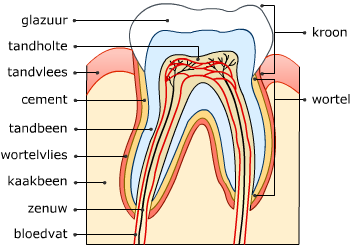 glazuur
tandholte
tandvlees
cement
tandbeen
wortelvlies
kaakbeen
zenuw
bloedvat
kroon
wortel